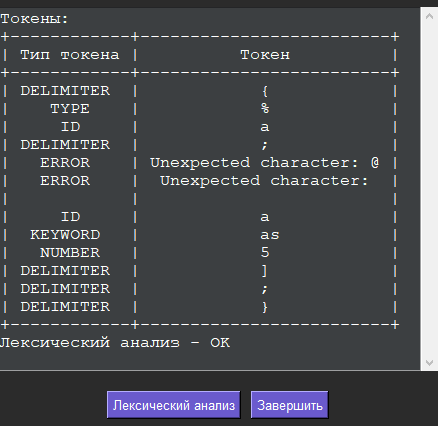 Токены:
+------------+-------------------------+
| Тип токена |          Токен          |
+------------+-------------------------+
| DELIMITER  |            {            |
|    TYPE    |            %            |
|     ID     |            a            |
| DELIMITER  |            ;            |
|   ERROR    | Unexpected character: @ |
|   ERROR    |  Unexpected character:  |
|            |                         |
|     ID     |            a            |
|  KEYWORD   |            as           |
|   NUMBER   |            5            |
| DELIMITER  |            ]            |
| DELIMITER  |            ;            |
| DELIMITER  |            }            |
+------------+-------------------------+
Лексический анализ - OK
Лексический анализ Завершить